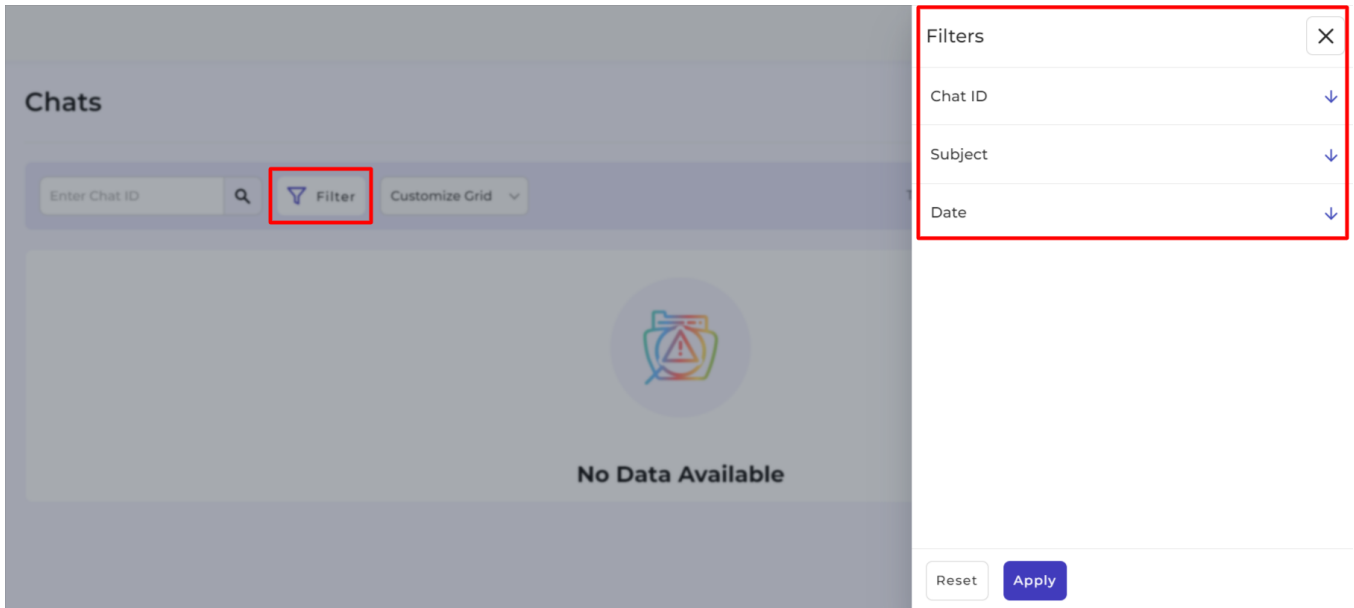 Chats
Enter Chat ID
Filter
Customize Grid
No Data Available
Filters
Chat ID
Subject
Date
Reset
Apply